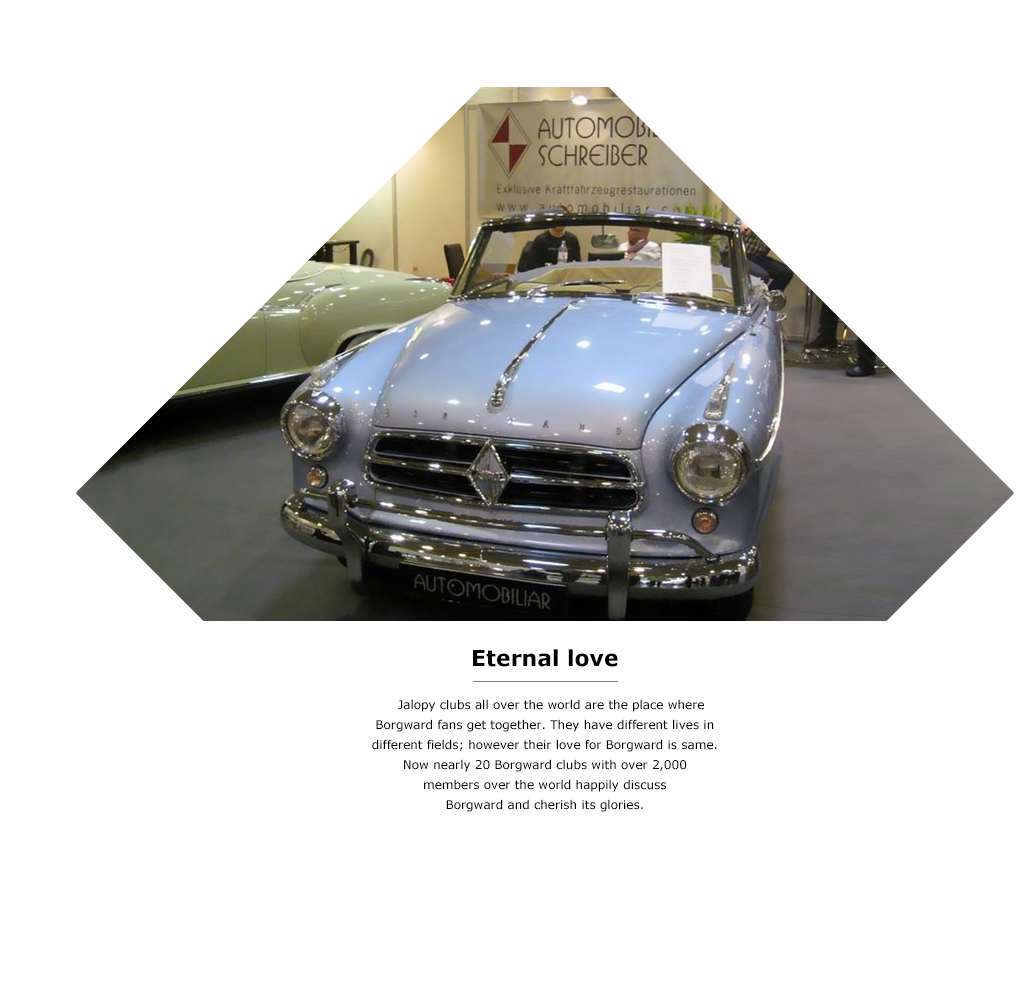 AUTOMOBIL
SCHREIBER
Exklusive Kraftfahrzeugrestaurationen
AUTOMOBILIAR
Eternal love
Jalopy clubs all over the world are the place where
Borgward fans get together. They have different lives in
different fields; however their love for Borgward is same.
Now nearly 20 Borgward clubs with over 2,000
members over the world happily discuss
Borgward and cherish its glories.